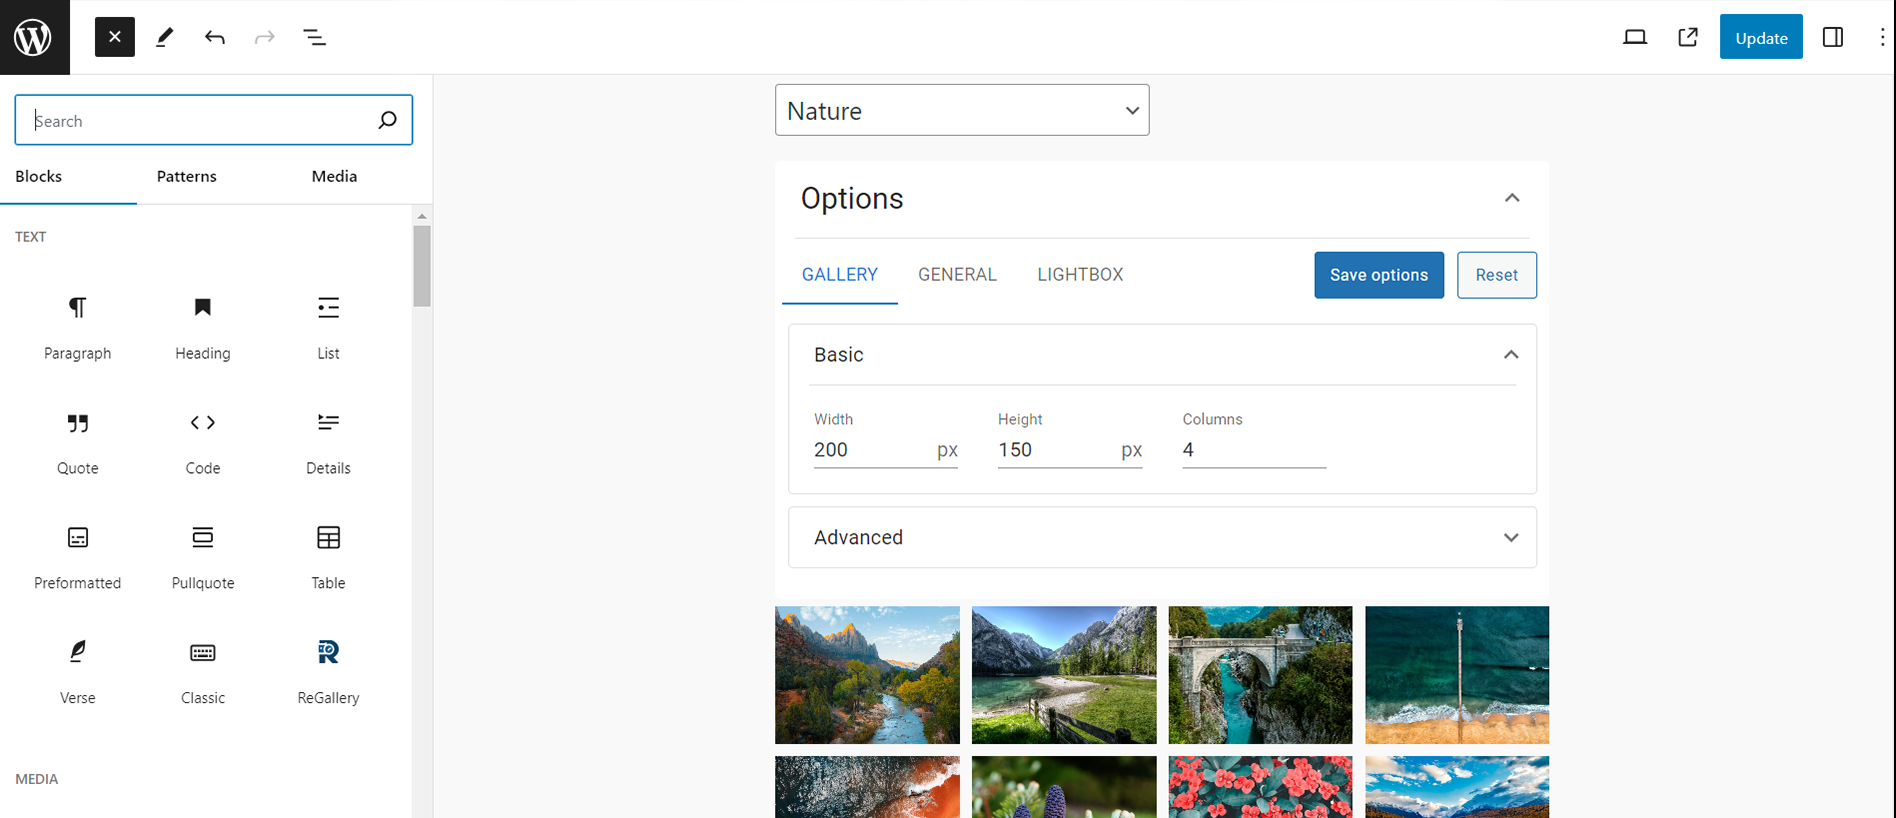 Update
Search
Blocks Patterns Media
TEXT
Paragraph Heading List
Quote Code Details
Preformatted Pullquote Table
Verse Classic ReGallery
MEDIA
Nature
Options
GALLERY GENERAL LIGHTBOX Save options Reset
Basic
Width Height Columns
200 px 150 px 4
Advanced